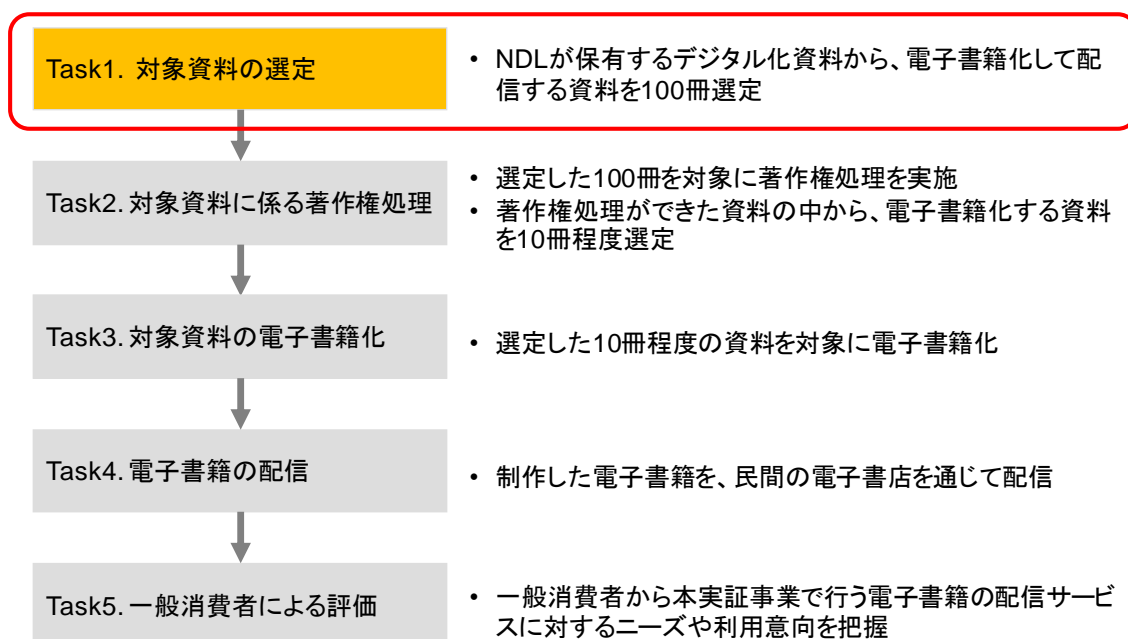 Task1. 対象資料の選定
• NDLが保有するデジタル化資料から、電子書籍化して配
信する資料を100冊選定
Task2. 対象資料に係る著作権処理
• 選定した100冊を対象に著作権処理を実施
• 著作権処理ができた資料の中から、電子書籍化する資料
を10冊程度選定
Task3. 対象資料の電子書籍化
• 選定した10冊程度の資料を対象に電子書籍化
Task4. 電子書籍の配信
• 制作した電子書籍を、民間の電子書店を通じて配信
Task5. 一般消費者による評価
• 一般消費者から本実証事業で行う電子書籍の配信サービ
スに対するニーズや利用意向を把握